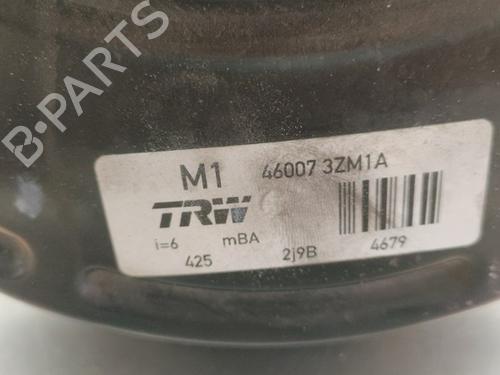 B-PARTS
M1 46007 3ZM1A
TRW
i=6 mBA
425 2j9B 4679